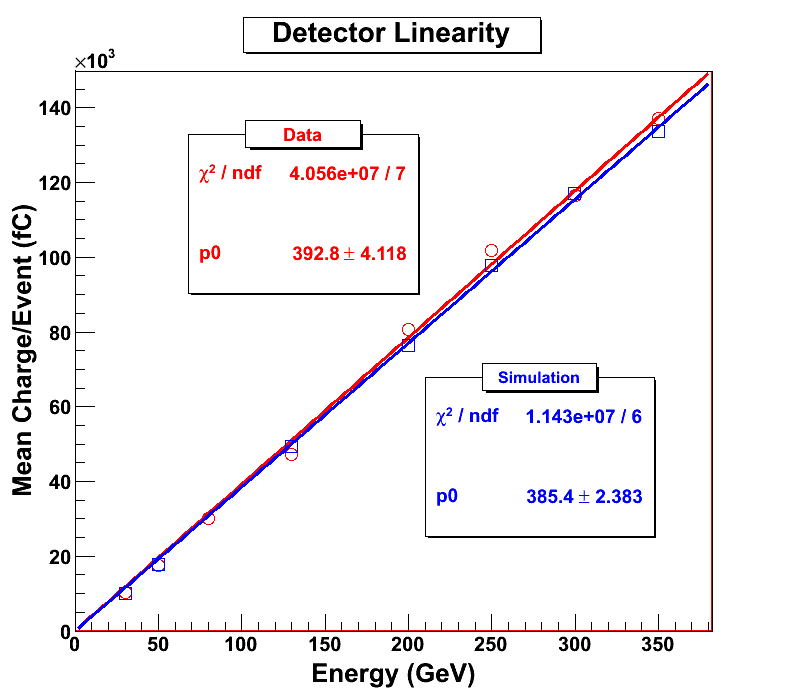 Detector Linearity
×10³
Mean Charge/Event (fC)
140
120
100
80
60
40
20
0
Data
χ² / ndf 4.056e+07 / 7
p0 392.8 ± 4.118
Simulation
χ² / ndf 1.143e+07 / 6
p0 385.4 ± 2.383
0 50 100 150 200 250 300 350
Energy (GeV)